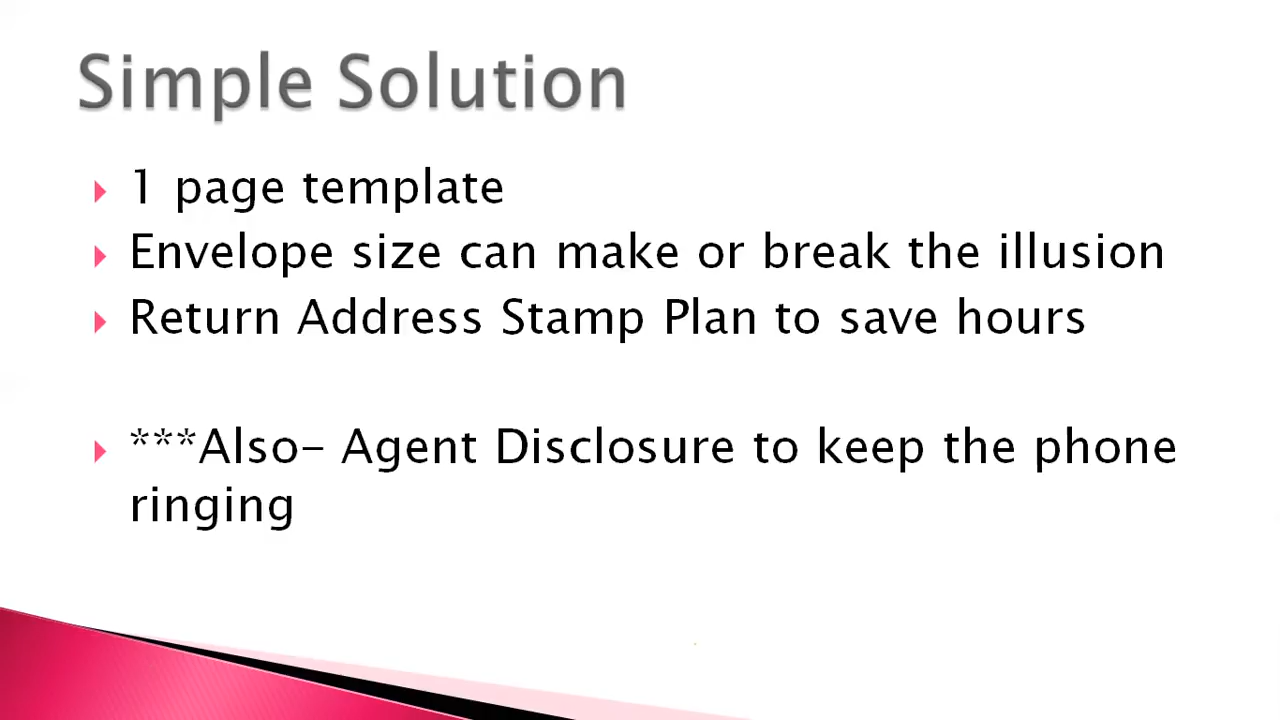 Simple Solution
1 page template
Envelope size can make or break the illusion
Return Address Stamp Plan to save hours
***Also- Agent Disclosure to keep the phone
ringing